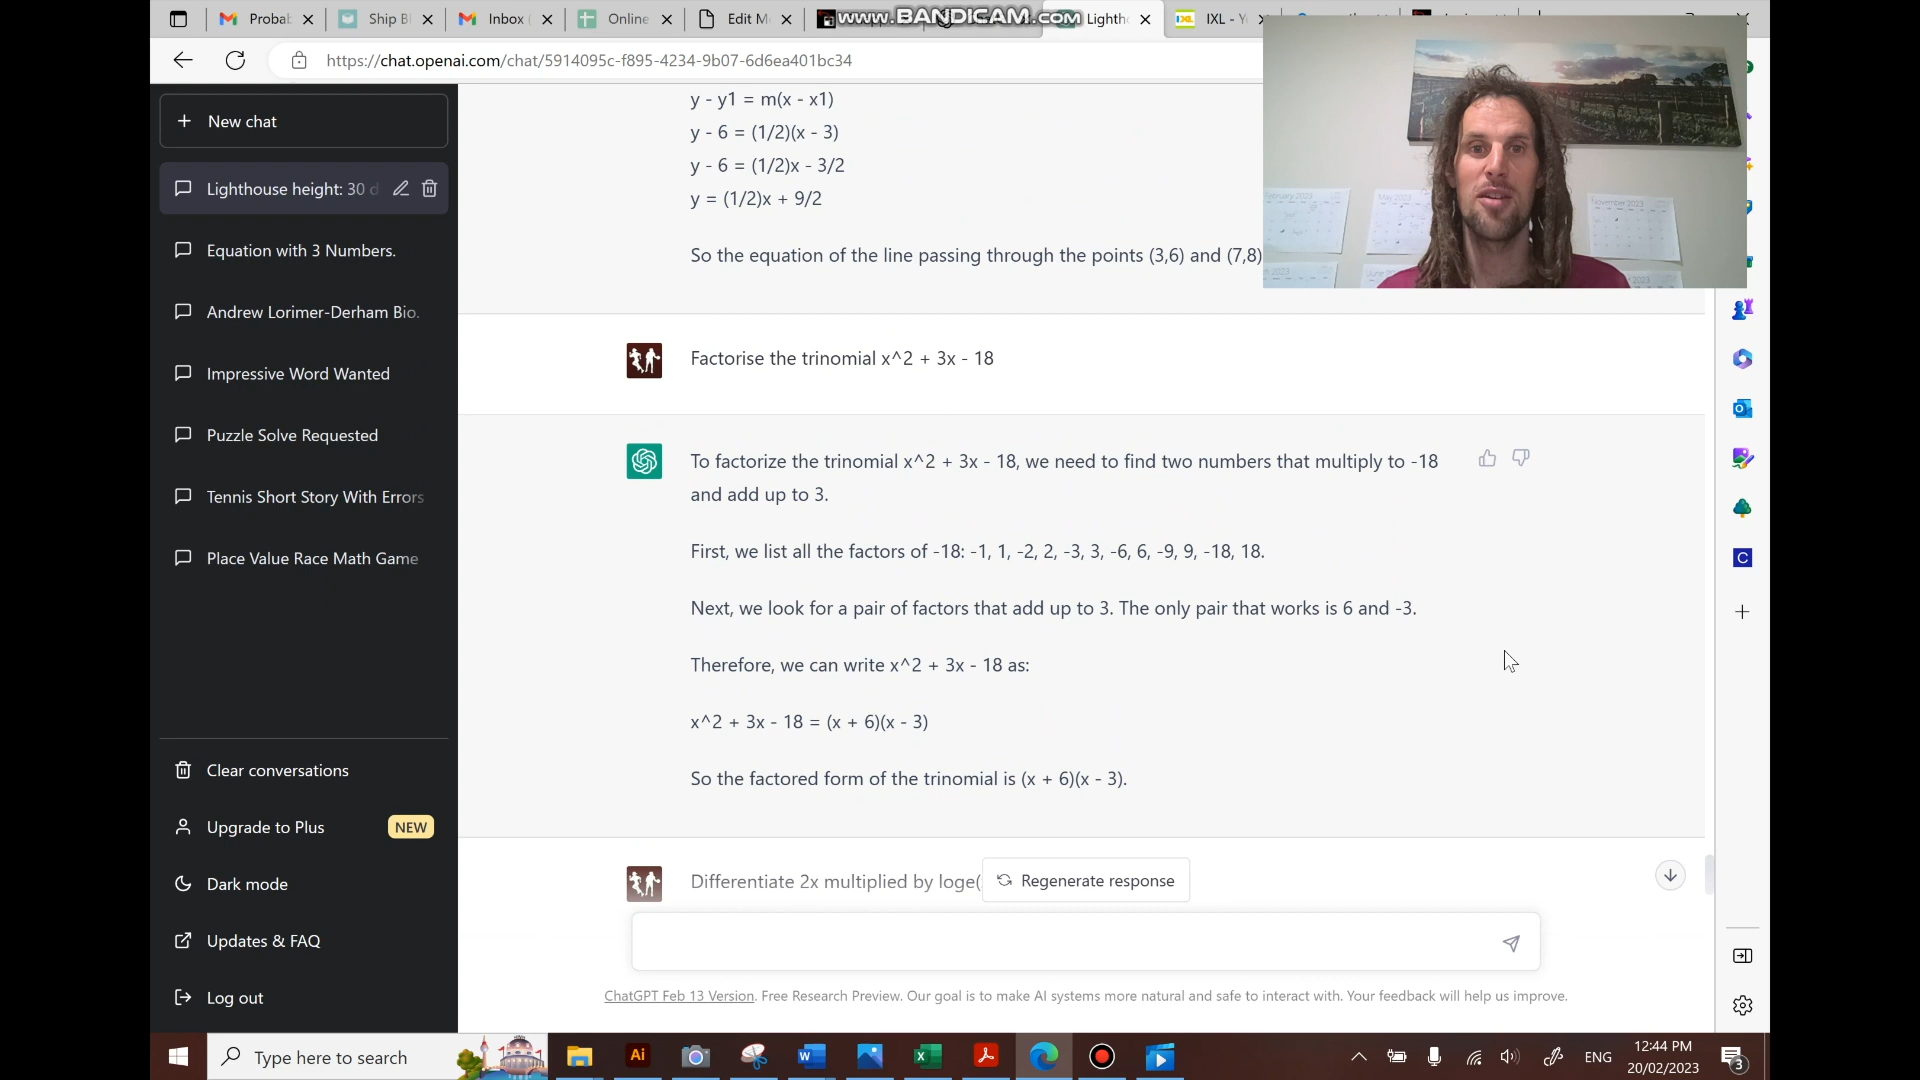 Probal
Ship Bl
Inbox (
Online
Edit M
www.BANDICAM.com
Lighth
IXL - Y
https://chat.openai.com/chat/5914095c-f895-4234-9b07-6d6ea401bc34
New chat
Lighthouse height: 30 d
Equation with 3 Numbers.
Andrew Lorimer-Derham Bio.
Impressive Word Wanted
Puzzle Solve Requested
Tennis Short Story With Errors
Place Value Race Math Game
Clear conversations
Upgrade to Plus NEW
Dark mode
Updates & FAQ
Log out
y - y1 = m(x - x1)
y - 6 = (1/2)(x - 3)
y - 6 = (1/2)x - 3/2
y = (1/2)x + 9/2
So the equation of the line passing through the points (3,6) and (7,8)
February 2023
May 2023
November 2023
Factorise the trinomial x^2 + 3x - 18
To factorize the trinomial x^2 + 3x - 18, we need to find two numbers that multiply to -18
and add up to 3.
First, we list all the factors of -18: -1, 1, -2, 2, -3, 3, -6, 6, -9, 9, -18, 18.
Next, we look for a pair of factors that add up to 3. The only pair that works is 6 and -3.
Therefore, we can write x^2 + 3x - 18 as:
x^2 + 3x - 18 = (x + 6)(x - 3)
So the factored form of the trinomial is (x + 6)(x - 3).
Differentiate 2x multiplied by loge(
Regenerate response
ChatGPT Feb 13 Version. Free Research Preview. Our goal is to make AI systems more natural and safe to interact with. Your feedback will help us improve.
Type here to search
Ai
ENG
12:44 PM
20/02/2023
3